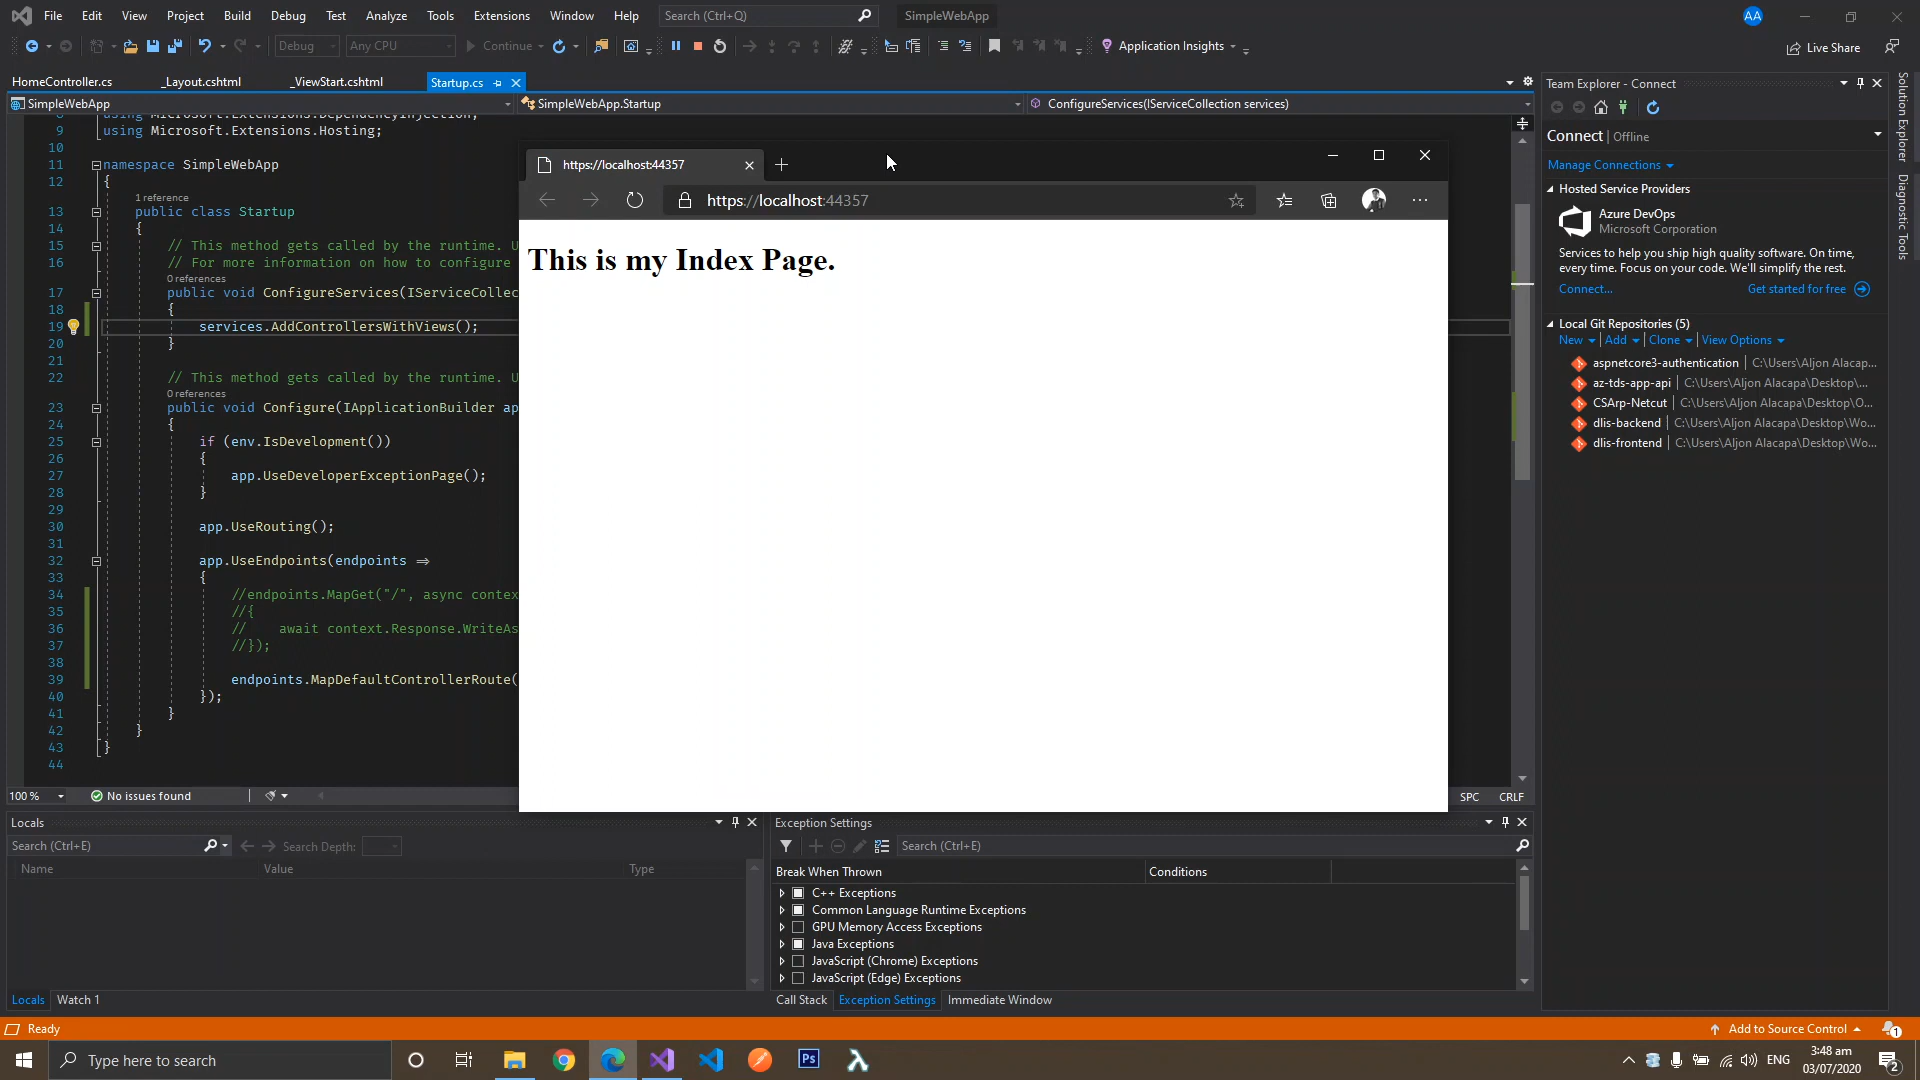 File Edit View Project Build Debug Test Analyze Tools Extensions Window Help Search (Ctrl+Q) SimpleWebApp AA
Debug Any CPU Continue Application Insights Live Share
HomeController.cs _Layout.cshtml _ViewStart.cshtml Startup.cs
SimpleWebApp SimpleWebApp.Startup ConfigureServices(IServiceCollection services)
9 using Microsoft.Extensions.Hosting;
10
11 namespace SimpleWebApp
12 {
1 reference
13 public class Startup
14 {
15 // This method gets called by the runtime. U
16 // For more information on how to configure
0 references
17 public void ConfigureServices(IServiceCollec
18 {
19 services.AddControllersWithViews();
20 }
21
22 // This method gets called by the runtime. U
0 references
23 public void Configure(IApplicationBuilder ap
24 {
25 if (env.IsDevelopment())
26 {
27 app.UseDeveloperExceptionPage();
28 }
29
30 app.UseRouting();
31
32 app.UseEndpoints(endpoints =>
33 {
34 //endpoints.MapGet("/", async contex
35 //{
36 // await context.Response.WriteAs
37 //});
38
39 endpoints.MapDefaultControllerRoute(
40 });
41 }
42 }
43 }
44
100 % No issues found SPC CRLF
https://localhost:44357
https://localhost:44357
This is my Index Page.
Team Explorer - Connect
Connect | Offline
Manage Connections
Hosted Service Providers
Azure DevOps
Microsoft Corporation
Services to help you ship high quality software. On time,
every time. Focus on your code. We'll simplify the rest.
Connect... Get started for free
Local Git Repositories (5)
New | Add | Clone | View Options
aspnetcore3-authentication | C:\Users\Aljon Alacap...
az-tds-app-api | C:\Users\Aljon Alacapa\Desktop\...
CSArp-Netcut | C:\Users\Aljon Alacapa\Desktop\O...
dlis-backend | C:\Users\Aljon Alacapa\Desktop\Wo...
dlis-frontend | C:\Users\Aljon Alacapa\Desktop\Wo...
Solution Explorer
Diagnostic Tools
Locals
Search (Ctrl+E) Search Depth:
Name Value Type
Locals Watch 1
Exception Settings
Search (Ctrl+E)
Break When Thrown Conditions
C++ Exceptions
Common Language Runtime Exceptions
GPU Memory Access Exceptions
Java Exceptions
JavaScript (Chrome) Exceptions
JavaScript (Edge) Exceptions
Call Stack Exception Settings Immediate Window
Ready Add to Source Control 1
Type here to search Ps ENG 3:48 am
03/07/2020 2